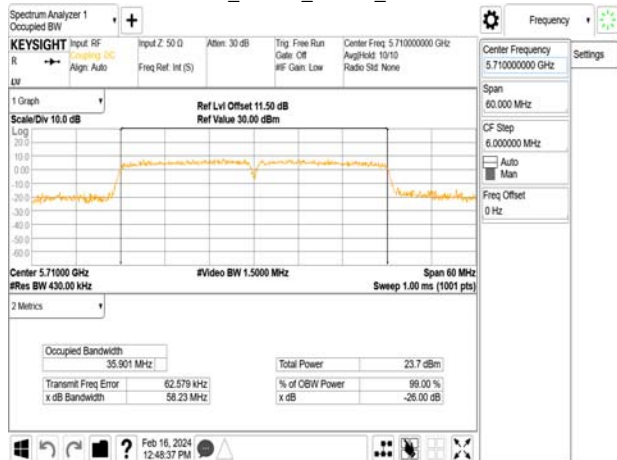 Spectrum Analyzer 1
Occupied BW
Frequency
KEYSIGHT
R
LXI
Input: RF
Coupling: DC
Align: Auto
Input Z: 50 Ω
Freq Ref: Int (S)
Atten: 30 dB
Trig: Free Run
Gate: Off
#IF Gain: Low
Center Freq: 5.710000000 GHz
Avg|Hold: 10/10
Radio Std: None
Center Frequency
5.710000000 GHz
Settings
Span
60.000 MHz
CF Step
6.000000 MHz
Auto
Man
Freq Offset
0 Hz
1 Graph
Scale/Div 10.0 dB
Ref Lvl Offset 11.50 dB
Ref Value 30.00 dBm
Log
20.0
10.0
0.00
-10.0
-20.0
-30.0
-40.0
-50.0
-60.0
Center 5.71000 GHz
#Res BW 430.00 kHz
#Video BW 1.5000 MHz
Span 60 MHz
Sweep 1.00 ms (1001 pts)
2 Metrics
Occupied Bandwidth
35.901 MHz
Total Power 23.7 dBm
Transmit Freq Error 62.579 kHz
% of OBW Power 99.00 %
x dB Bandwidth 58.23 MHz
x dB -26.00 dB
Feb 16, 2024
12:48:37 PM